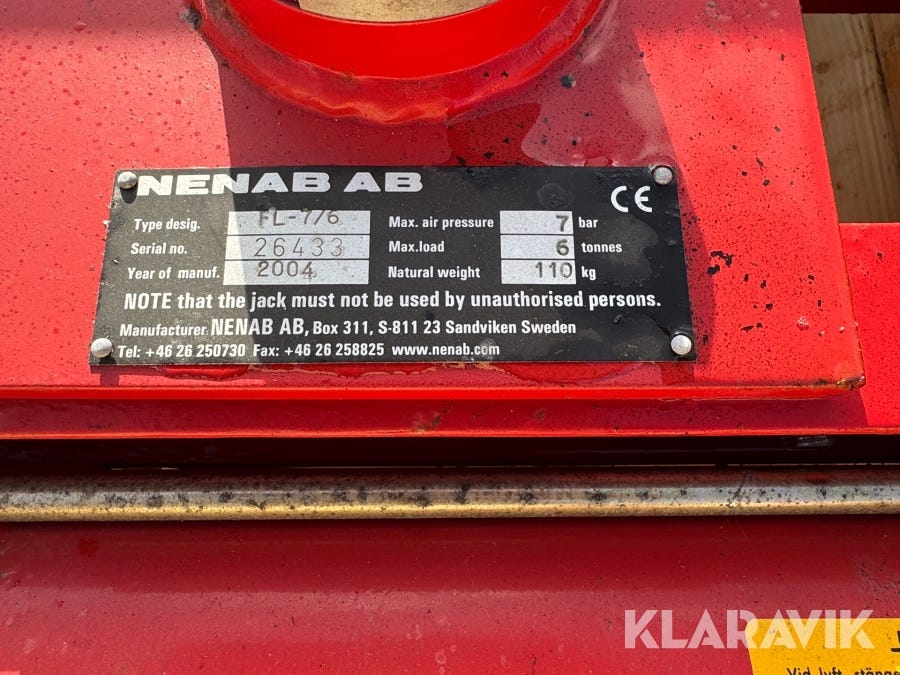 NENAB AB
CE
Type desig. FL-7/6 Max. air pressure 7 bar
Serial no. 26433 Max.load 6 tonnes
Year of manuf. 2004 Natural weight 110 kg
NOTE that the jack must not be used by unauthorised persons.
Manufacturer: NENAB AB, Box 311, S-811 23 Sandviken Sweden
Tel: +46 26 250730 Fax: +46 26 258825 www.nenab.com
KLARAVIK
Vid lyft, stäng